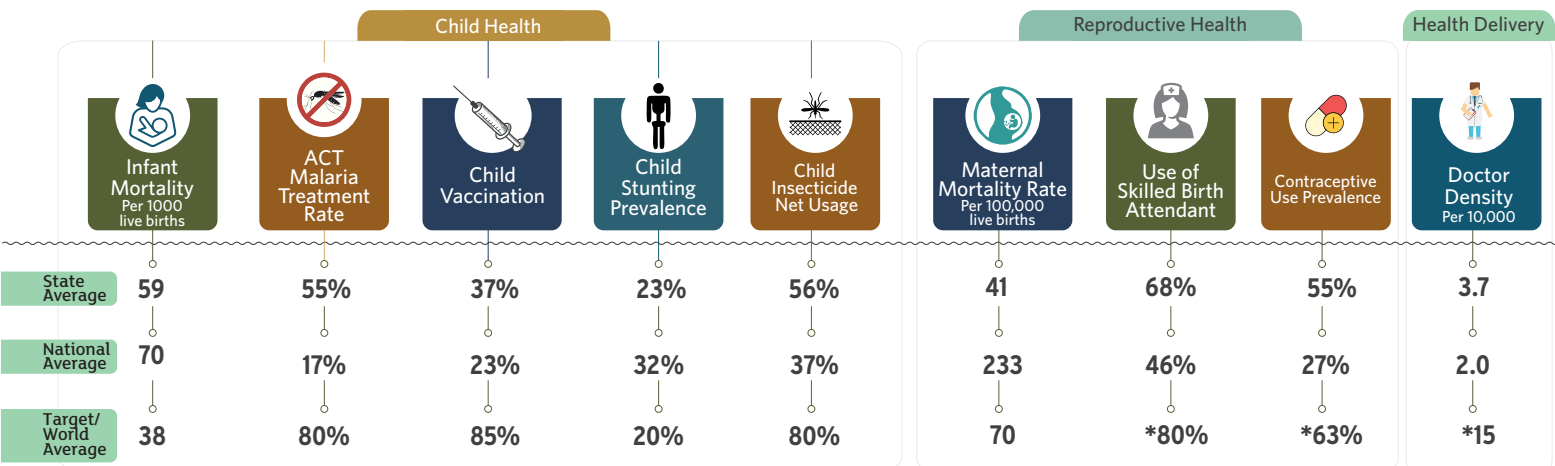 Child Health
Reproductive Health
Health Delivery
Infant
Mortality
Per 1000
live births
ACT
Malaria
Treatment
Rate
Child
Vaccination
Child
Stunting
Prevalence
Child
Insecticide
Net Usage
Maternal
Mortality Rate
Per 100,000
live births
Use of
Skilled Birth
Attendant
Contraceptive
Use Prevalence
Doctor
Density
Per 10,000
State
Average
59 55% 37% 23% 56% 41 68% 55% 3.7
National
Average
70 17% 23% 32% 37% 233 46% 27% 2.0
Target/
World
Average
38 80% 85% 20% 80% 70 *80% *63% *15